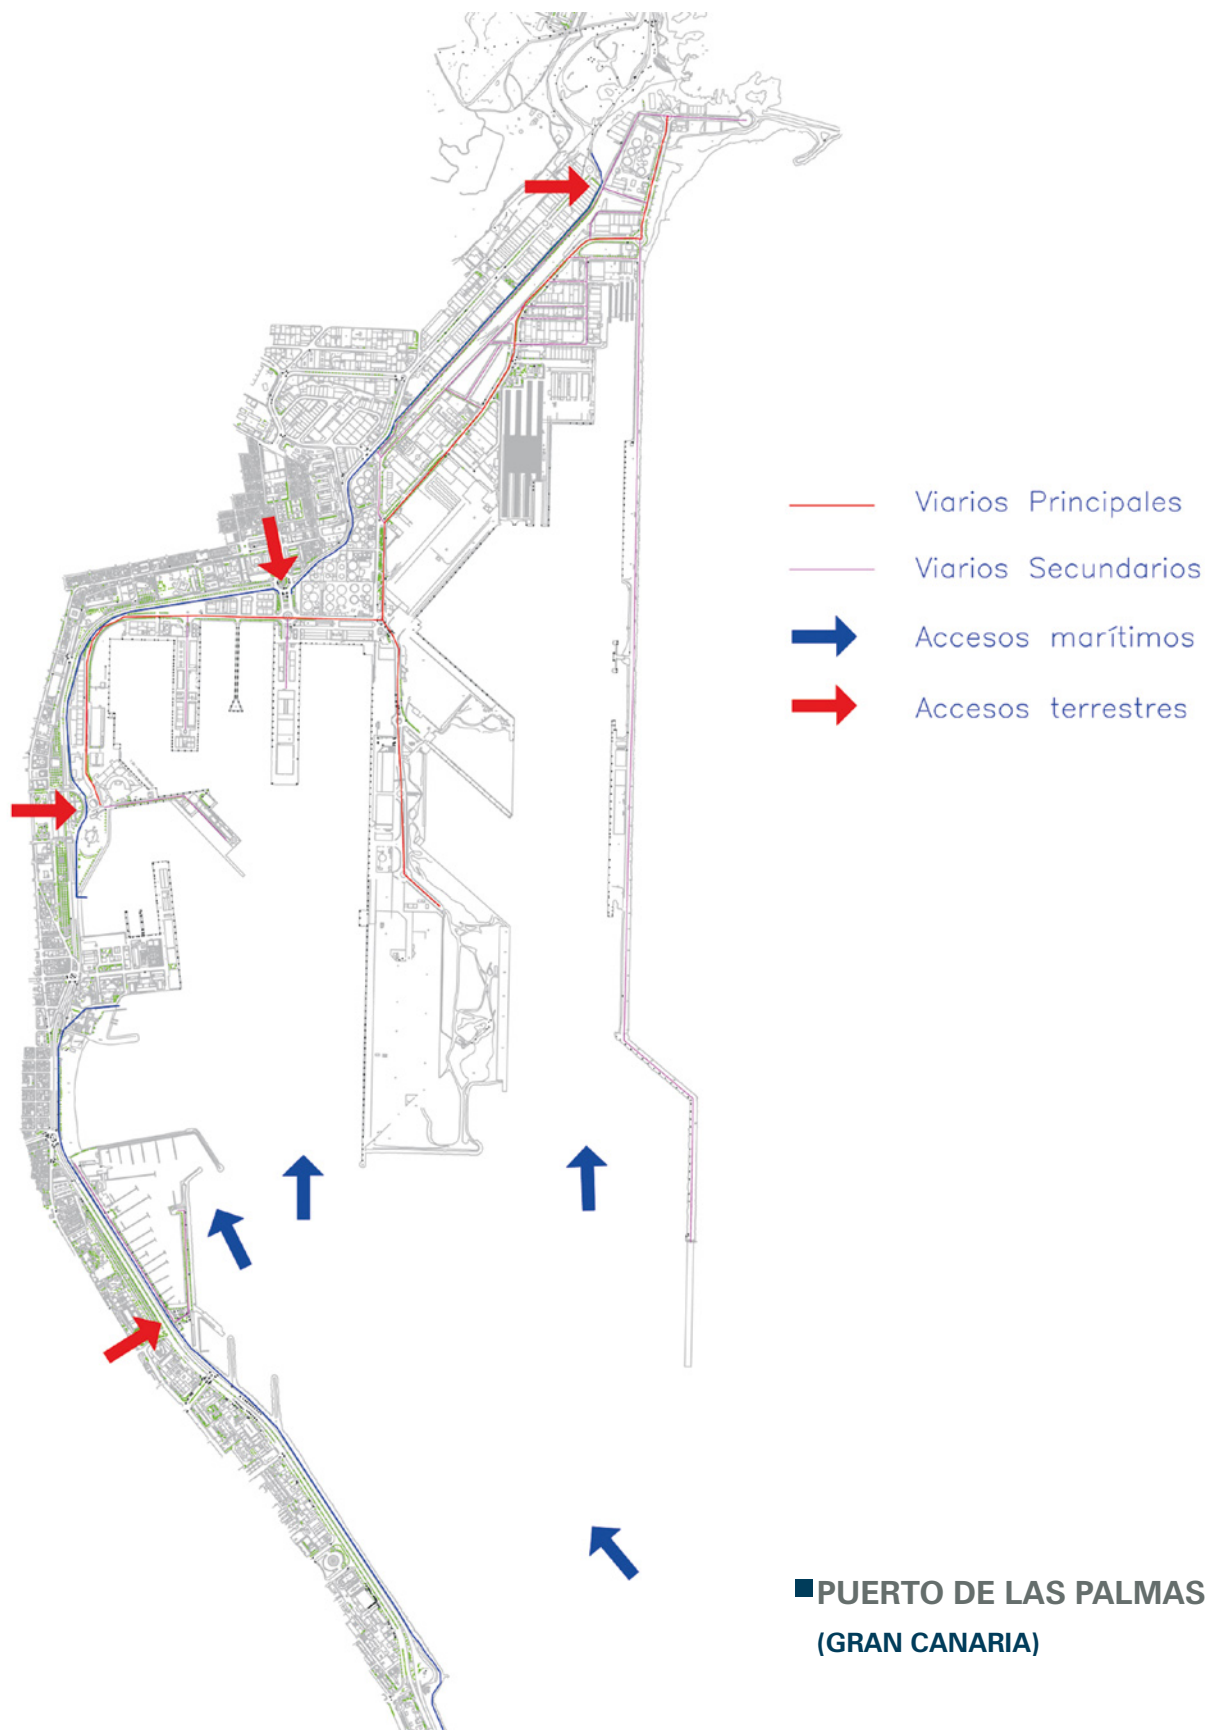 Viarios Principales
Viarios Secundarios
Accesos marítimos
Accesos terrestres
PUERTO DE LAS PALMAS
(GRAN CANARIA)